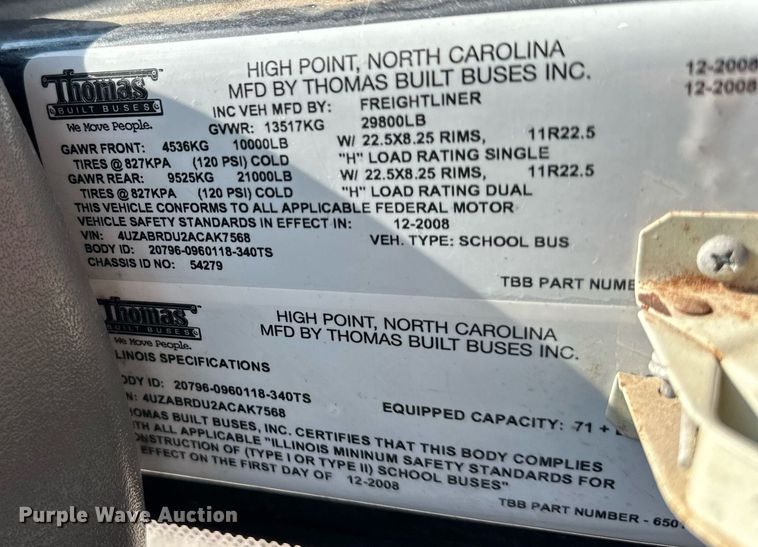 Thomas
BUILT BUSES
We Move People.
HIGH POINT, NORTH CAROLINA
MFD BY THOMAS BUILT BUSES INC.
12-2008
12-2008
INC VEH MFD BY: FREIGHTLINER
GVWR: 13517KG 29800LB
GAWR FRONT: 4536KG 10000LB W/ 22.5X8.25 RIMS, 11R22.5
TIRES @ 827KPA (120 PSI) COLD "H" LOAD RATING SINGLE
GAWR REAR: 9525KG 21000LB W/ 22.5X8.25 RIMS, 11R22.5
TIRES @ 827KPA (120 PSI) COLD "H" LOAD RATING DUAL
THIS VEHICLE CONFORMS TO ALL APPLICABLE FEDERAL MOTOR
VEHICLE SAFETY STANDARDS IN EFFECT IN: 12-2008
VIN: 4UZABRDU2ACAK7568 VEH. TYPE: SCHOOL BUS
BODY ID: 20796-0960118-340TS
CHASSIS ID NO: 54279
TBB PART NUMB
Thomas
BUILT BUSES
We Move People.
HIGH POINT, NORTH CAROLINA
MFD BY THOMAS BUILT BUSES INC.
LLINOIS SPECIFICATIONS
ODY ID: 20796-0960118-340TS
N: 4UZABRDU2ACAK7568 EQUIPPED CAPACITY: 71 +
HOMAS BUILT BUSES, INC. CERTIFIES THAT THIS BODY COMPLIES
TH ALL APPLICABLE "ILLINOIS MININUM SAFETY STANDARDS FOR
ONSTRUCTION OF (TYPE I OR TYPE II) SCHOOL BUSES"
EFFECT ON THE FIRST DAY OF 12-2008
TBB PART NUMBER - 650
Purple Wave Auction